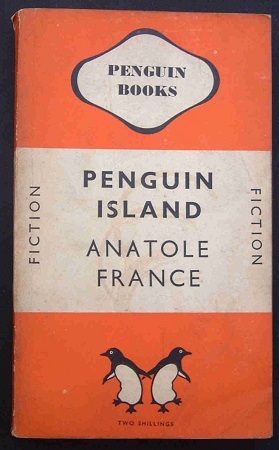 PENGUIN
BOOKS
PENGUIN
ISLAND
ANATOLE
FRANCE
FICTION
FICTION
TWO SHILLINGS